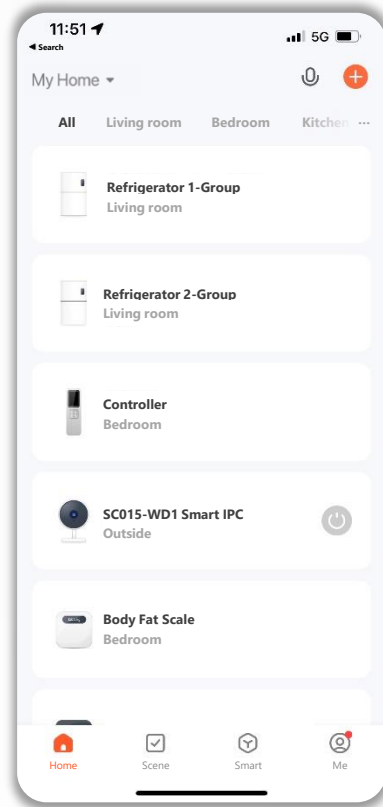 11:51
5G
Search
My Home
All Living room Bedroom Kitchen ...
Refrigerator 1-Group
Living room
Refrigerator 2-Group
Living room
Controller
Bedroom
SC015-WD1 Smart IPC
Outside
Body Fat Scale
Bedroom
Home Scene Smart Me